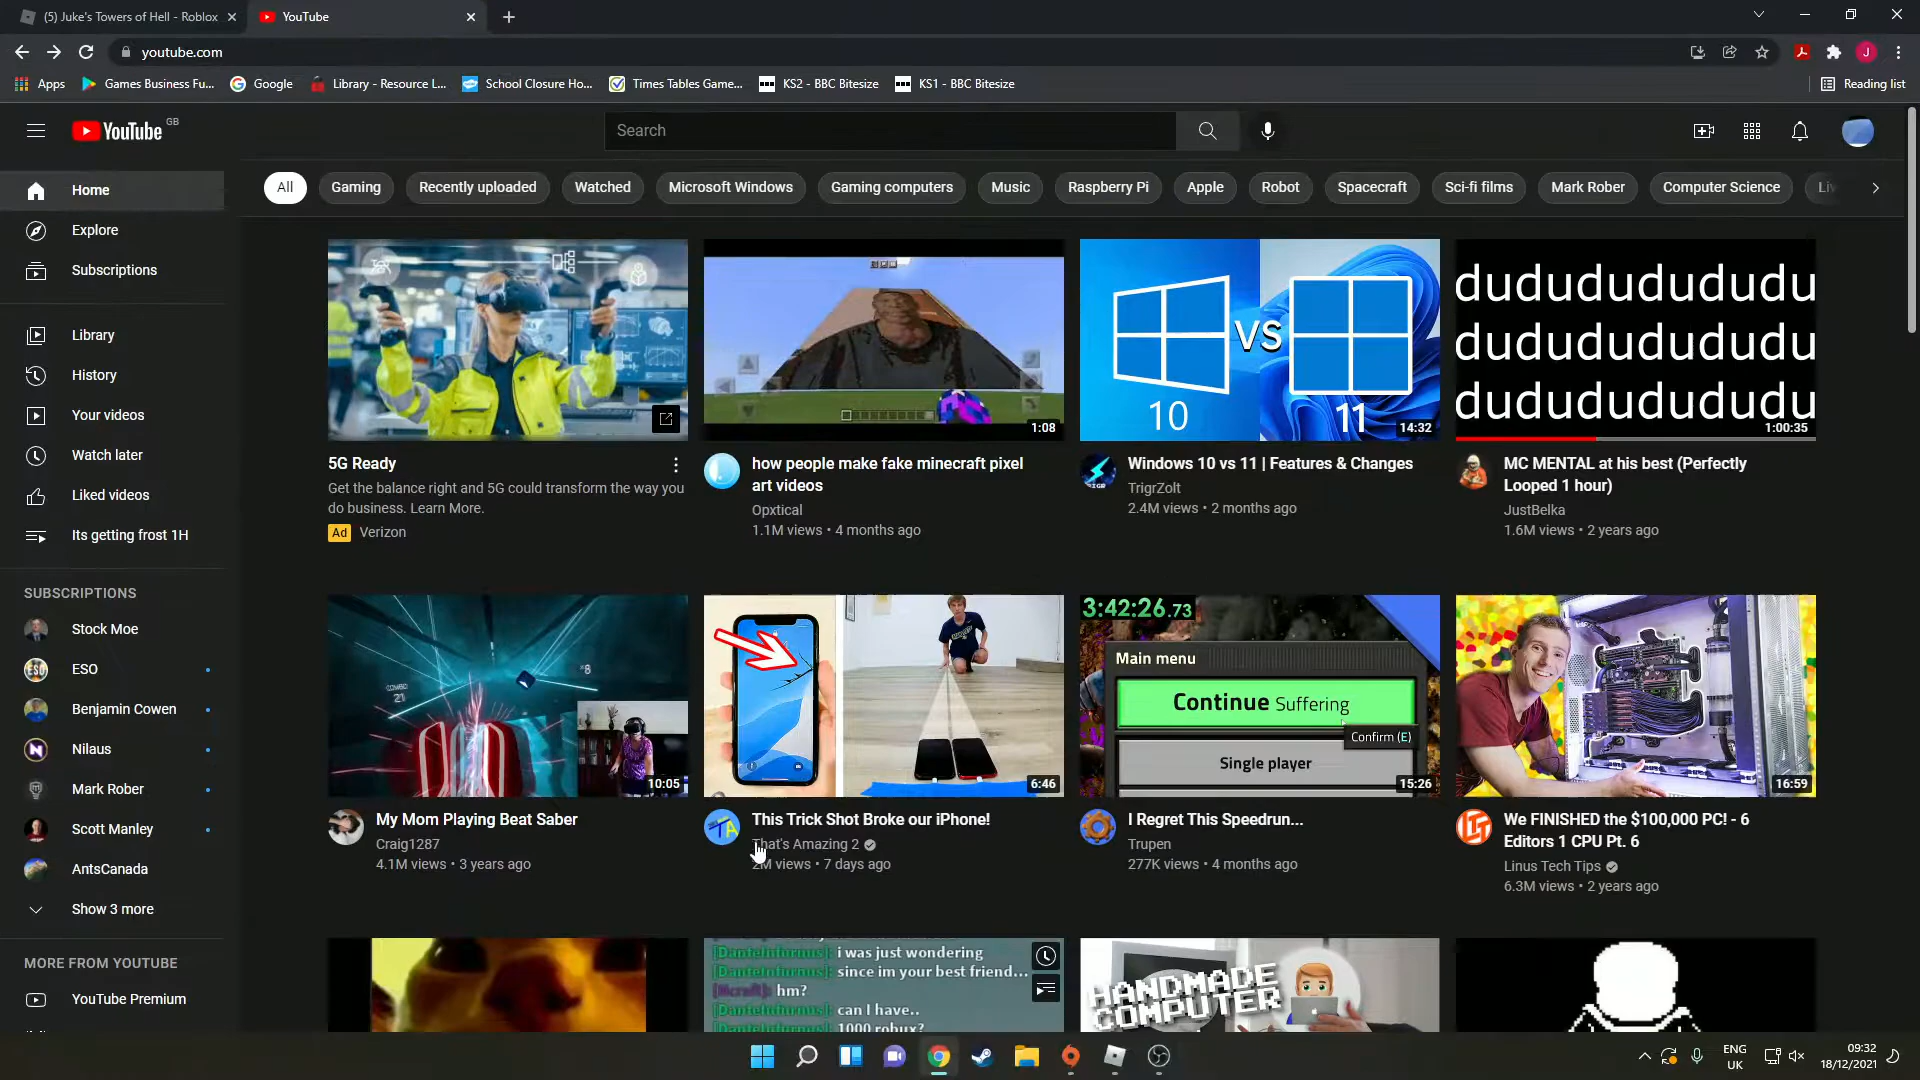 (5) Juke's Towers of Hell - Roblox
YouTube
youtube.com
Apps
Games Business Fu...
Google
Library - Resource L...
School Closure Ho...
Times Tables Game...
KS2 - BBC Bitesize
KS1 - BBC Bitesize
Reading list
YouTube GB
Search
Home
Explore
Subscriptions
Library
History
Your videos
Watch later
Liked videos
Its getting frost 1H
SUBSCRIPTIONS
Stock Moe
ESO
Benjamin Cowen
Nilaus
Mark Rober
Scott Manley
AntsCanada
Show 3 more
MORE FROM YOUTUBE
YouTube Premium
All
Gaming
Recently uploaded
Watched
Microsoft Windows
Gaming computers
Music
Raspberry Pi
Apple
Robot
Spacecraft
Sci-fi films
Mark Rober
Computer Science
Liv
5G Ready
Get the balance right and 5G could transform the way you
do business. Learn More.
Ad Verizon
1:08
how people make fake minecraft pixel
art videos
Opxtical
1.1M views • 4 months ago
10 VS 11
14:32
Windows 10 vs 11 | Features & Changes
TrigrZolt
2.4M views • 2 months ago
dudududududu
dudududududu
dudududududu
1:00:35
MC MENTAL at his best (Perfectly
Looped 1 hour)
JustBelka
1.6M views • 2 years ago
COMBO
21
x8
10:05
My Mom Playing Beat Saber
Craig1287
4.1M views • 3 years ago
6:46
This Trick Shot Broke our iPhone!
That's Amazing 2
2M views • 7 days ago
3:42:26.73
Main menu
Continue Suffering
Confirm (E)
Single player
15:26
I Regret This Speedrun...
Trupen
277K views • 4 months ago
16:59
We FINISHED the $100,000 PC! - 6
Editors 1 CPU Pt. 6
Linus Tech Tips
6.3M views • 2 years ago
[DanteInfurnus]: i was just wondering
[DanteInfurnus]: since im your best friend...
hm?
[DanteInfurnus]: can I have..
[DanteInfurnus]: 1000 robux?
HANDMADE
COMPUTER
ENG
UK
09:32
18/12/2021